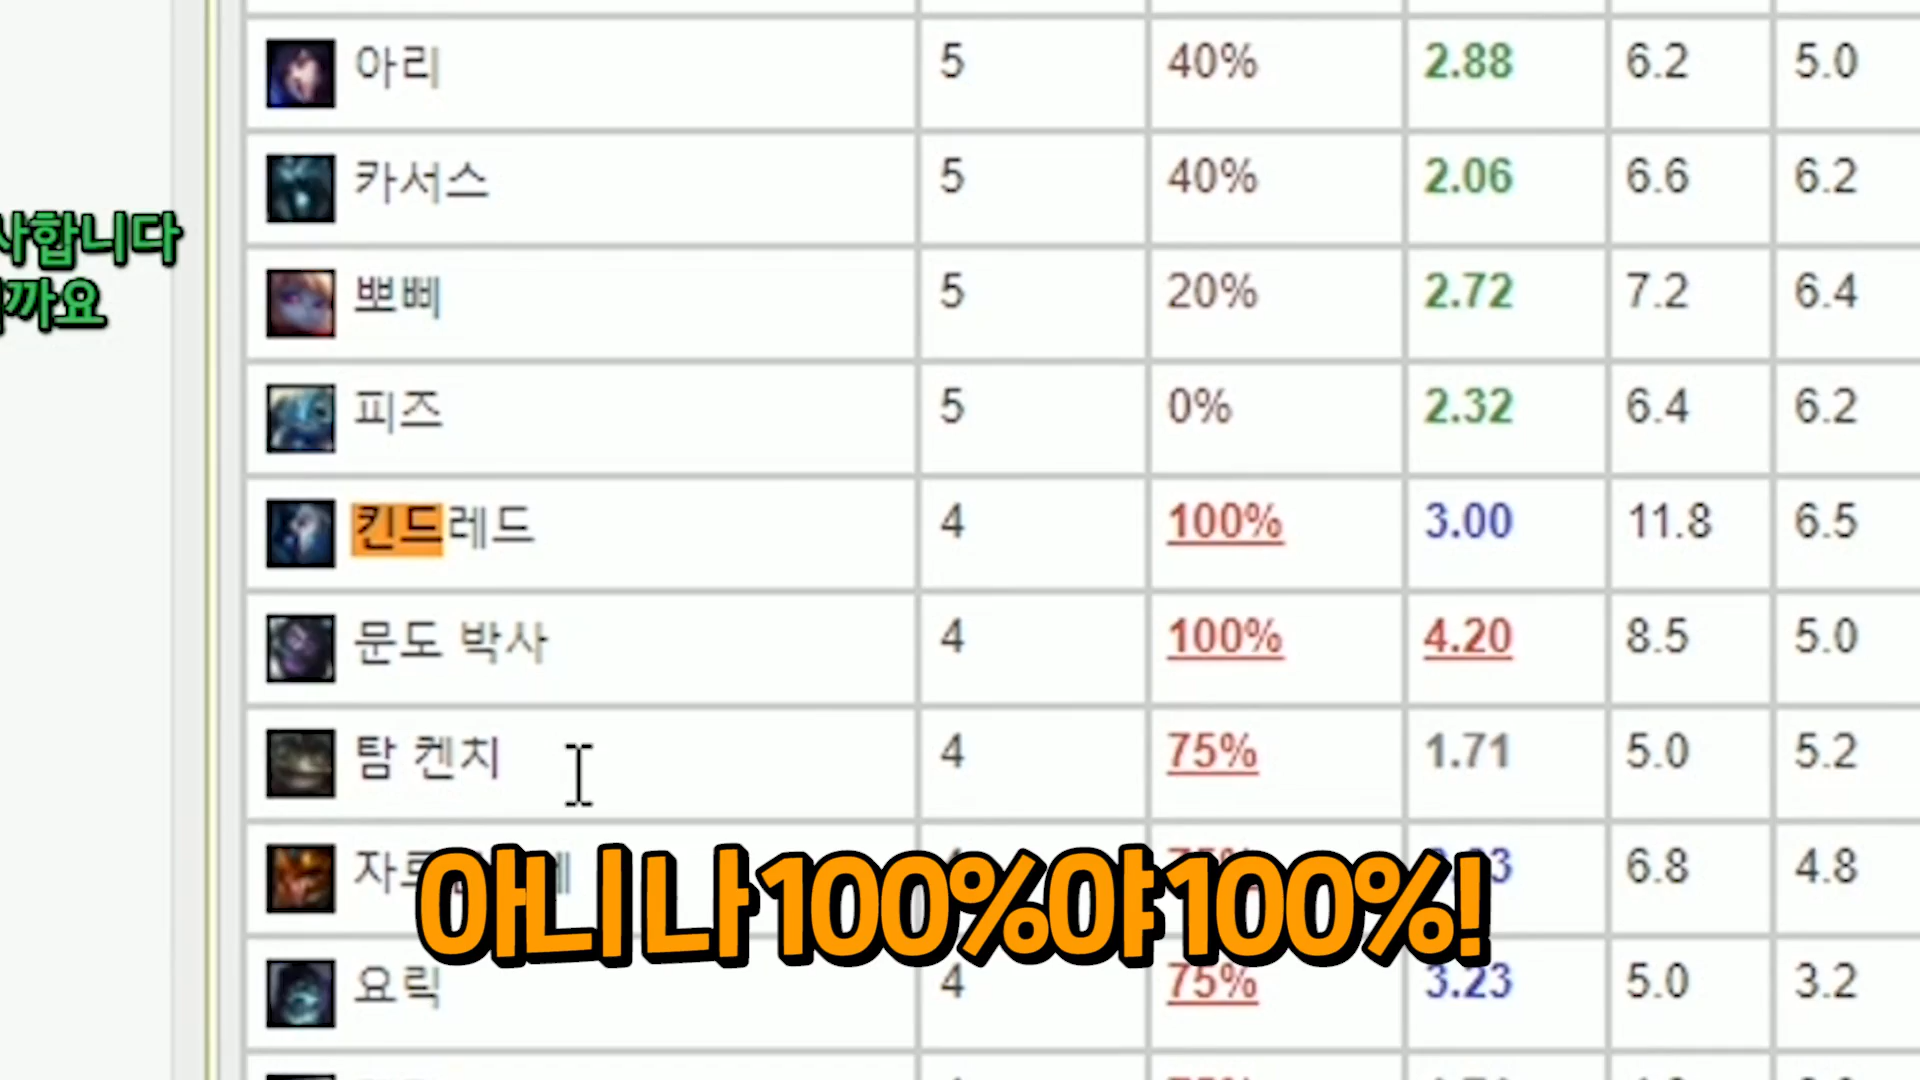 아리 5 40% 2.88 6.2 5.0
카서스 5 40% 2.06 6.6 6.2
사합니다
뽀삐 5 20% 2.72 7.2 6.4
까요
피즈 5 0% 2.32 6.4 6.2
킨드레드 4 100% 3.00 11.8 6.5
문도 박사 4 100% 4.20 8.5 5.0
탐 켄치 4 75% 1.71 5.0 5.2
6.8 4.8
아니 나 100%야 100%!
요릭 4 75% 3.23 5.0 3.2